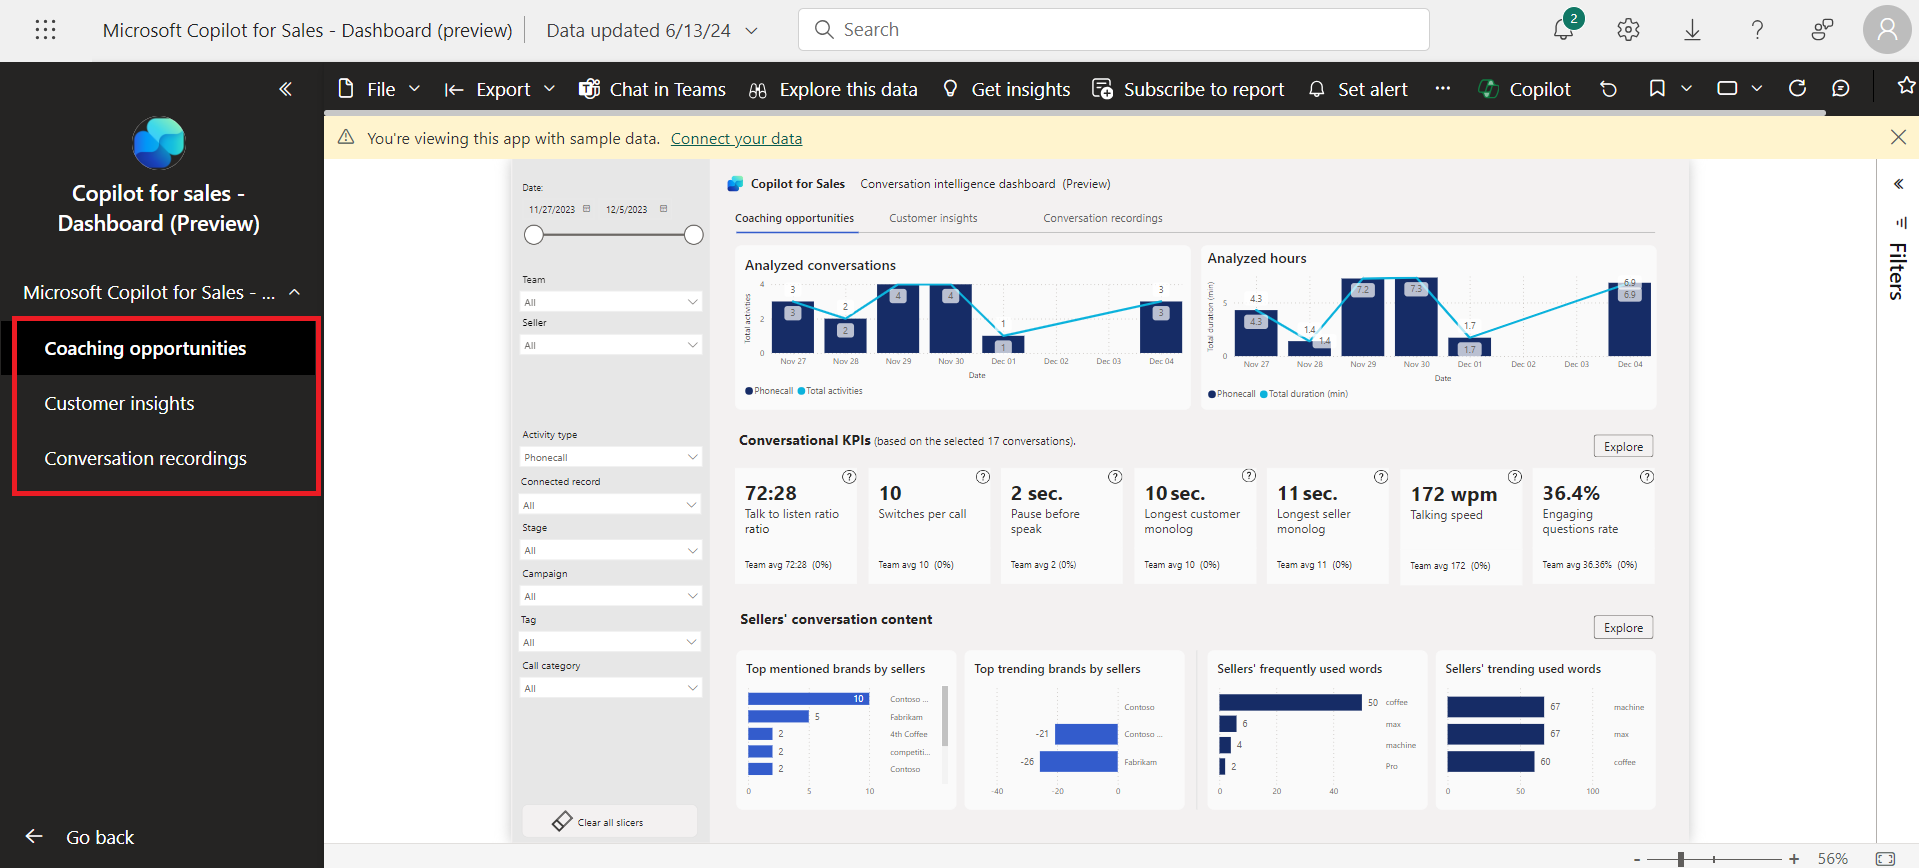 Microsoft Copilot for Sales - Dashboard (preview)
Data updated 6/13/24
Search
2
File
Export
Chat in Teams
Explore this data
Get insights
Subscribe to report
Set alert
Copilot
You're viewing this app with sample data. Connect your data
Copilot for sales -
Dashboard (Preview)
Microsoft Copilot for Sales - ...
Coaching opportunities
Customer insights
Conversation recordings
Go back
Date:
11/27/2023
12/5/2023
Team
All
Seller
All
Activity type
Phonecall
Connected record
All
Stage
All
Campaign
All
Tag
All
Call category
All
Clear all slicers
Copilot for Sales
Conversation intelligence dashboard (Preview)
Coaching opportunities
Customer insights
Conversation recordings
Analyzed conversations
Total activities
4
2
0
3
2
1
3
3
2
4
4
1
3
Nov 27
Nov 28
Nov 29
Nov 30
Dec 01
Dec 02
Dec 03
Dec 04
Date
Phonecall
Total activities
Analyzed hours
Total duration (min)
5
0
4.3
1.4
1.7
6.9
4.3
1.4
7.2
7.3
1.7
6.9
Nov 27
Nov 28
Nov 29
Nov 30
Dec 01
Dec 02
Dec 03
Dec 04
Date
Phonecall
Total duration (min)
Conversational KPIs (based on the selected 17 conversations).
Explore
72:28
Talk to listen ratio
ratio
Team avg 72:28 (0%)
10
Switches per call
Team avg 10 (0%)
2 sec.
Pause before
speak
Team avg 2 (0%)
10 sec.
Longest customer
monolog
Team avg 10 (0%)
11 sec.
Longest seller
monolog
Team avg 11 (0%)
172 wpm
Talking speed
Team avg 172 (0%)
36.4%
Engaging
questions rate
Team avg 36.36% (0%)
Sellers' conversation content
Explore
Top mentioned brands by sellers
10
Contoso ...
5
Fabrikam
2
4th Coffee
2
competiti...
2
Contoso
0
5
10
Top trending brands by sellers
Contoso
-21
Contoso ...
-26
Fabrikam
-40
-20
0
Sellers' frequently used words
50
coffee
6
max
4
machine
2
Pro
0
20
40
Sellers' trending used words
67
machine
67
max
60
coffee
0
50
100
Filters
56%